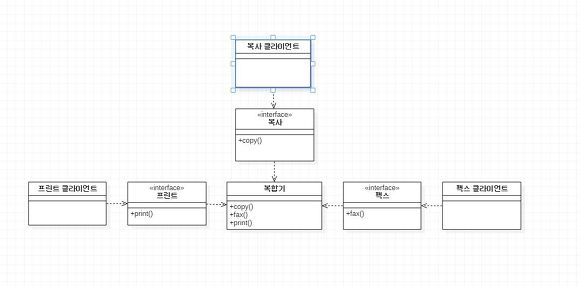 복사 클라이언트
«interface»
복사
+copy()
프린트 클라이언트
«interface»
프린트
+print()
복합기
+copy()
+fax()
+print()
«interface»
팩스
+fax()
팩스 클라이언트